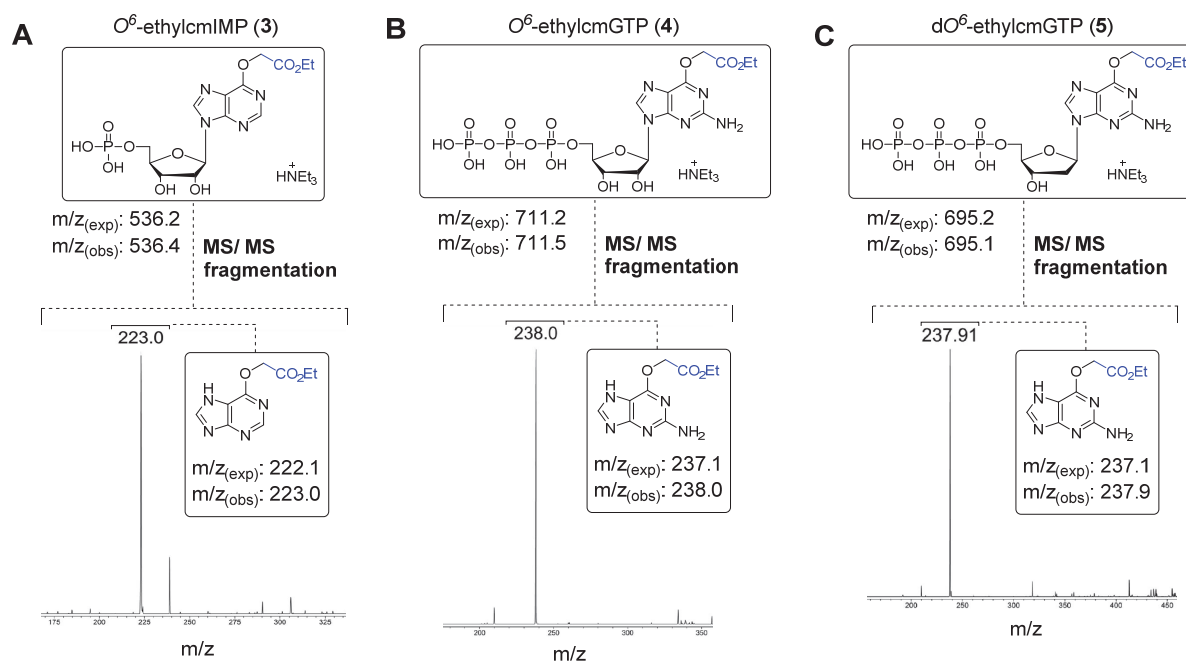 A
O⁶-ethylcmIMP (3)
O
CO₂Et
N
N
N
N
O
HO-P-O
OH
O
OH OH
+
HNEt₃
m/z(exp): 536.2
m/z(obs): 536.4
MS/ MS
fragmentation
223.0
O
CO₂Et
H
N
N
N
N
m/z(exp): 222.1
m/z(obs): 223.0
175 200 225 250 275 300 325
m/z
B
O⁶-ethylcmGTP (4)
O
CO₂Et
N
N
N
N
NH₂
O O O
HO-P-O-P-O-P-O
OH OH OH
O
OH OH
+
HNEt₃
m/z(exp): 711.2
m/z(obs): 711.5
MS/ MS
fragmentation
238.0
O
CO₂Et
H
N
N
N
N
NH₂
m/z(exp): 237.1
m/z(obs): 238.0
200 250 300 350
m/z
C
dO⁶-ethylcmGTP (5)
O
CO₂Et
N
N
N
N
NH₂
O O O
HO-P-O-P-O-P-O
OH OH OH
O
OH
+
HNEt₃
m/z(exp): 695.2
m/z(obs): 695.1
MS/ MS
fragmentation
237.91
O
CO₂Et
H
N
N
N
N
NH₂
m/z(exp): 237.1
m/z(obs): 237.9
150 200 250 300 350 400 450
m/z